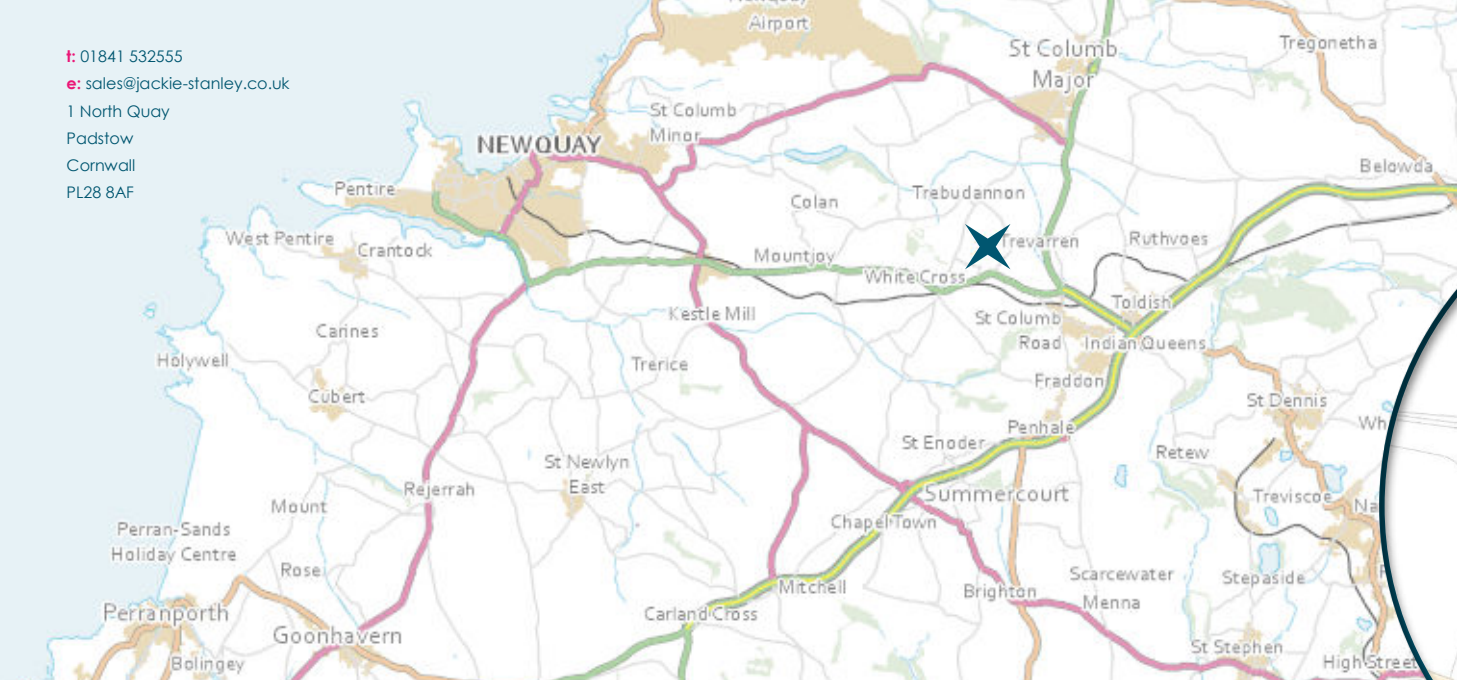 t: 01841 532555
e: sales@jackie-stanley.co.uk
1 North Quay
Padstow
Cornwall
PL28 8AF
Airport
St Columb
Major
Tregonetha
St Columb
Minor
NEWQUAY
Belowda
Pentire
Colan
Trebudannon
West Pentire
Crantock
Mountjoy
White Cross
Trevarren
Ruthvoes
Kestle Mill
Toldish
St Columb
Road
Indian Queens
Carines
Holywell
Trerice
Fraddon
Cubert
St Dennis
Penhale
St Enoder
Retew
St Newlyn
East
Rejerrah
Summercourt
Treviscoe
Mount
Chapel Town
Perran-Sands
Holiday Centre
Rose
Mitchell
Scarcewater
Stepaside
Brighton
Menna
Perranporth
Carland Cross
Goonhavern
St Stephen
Bolingey
High Street